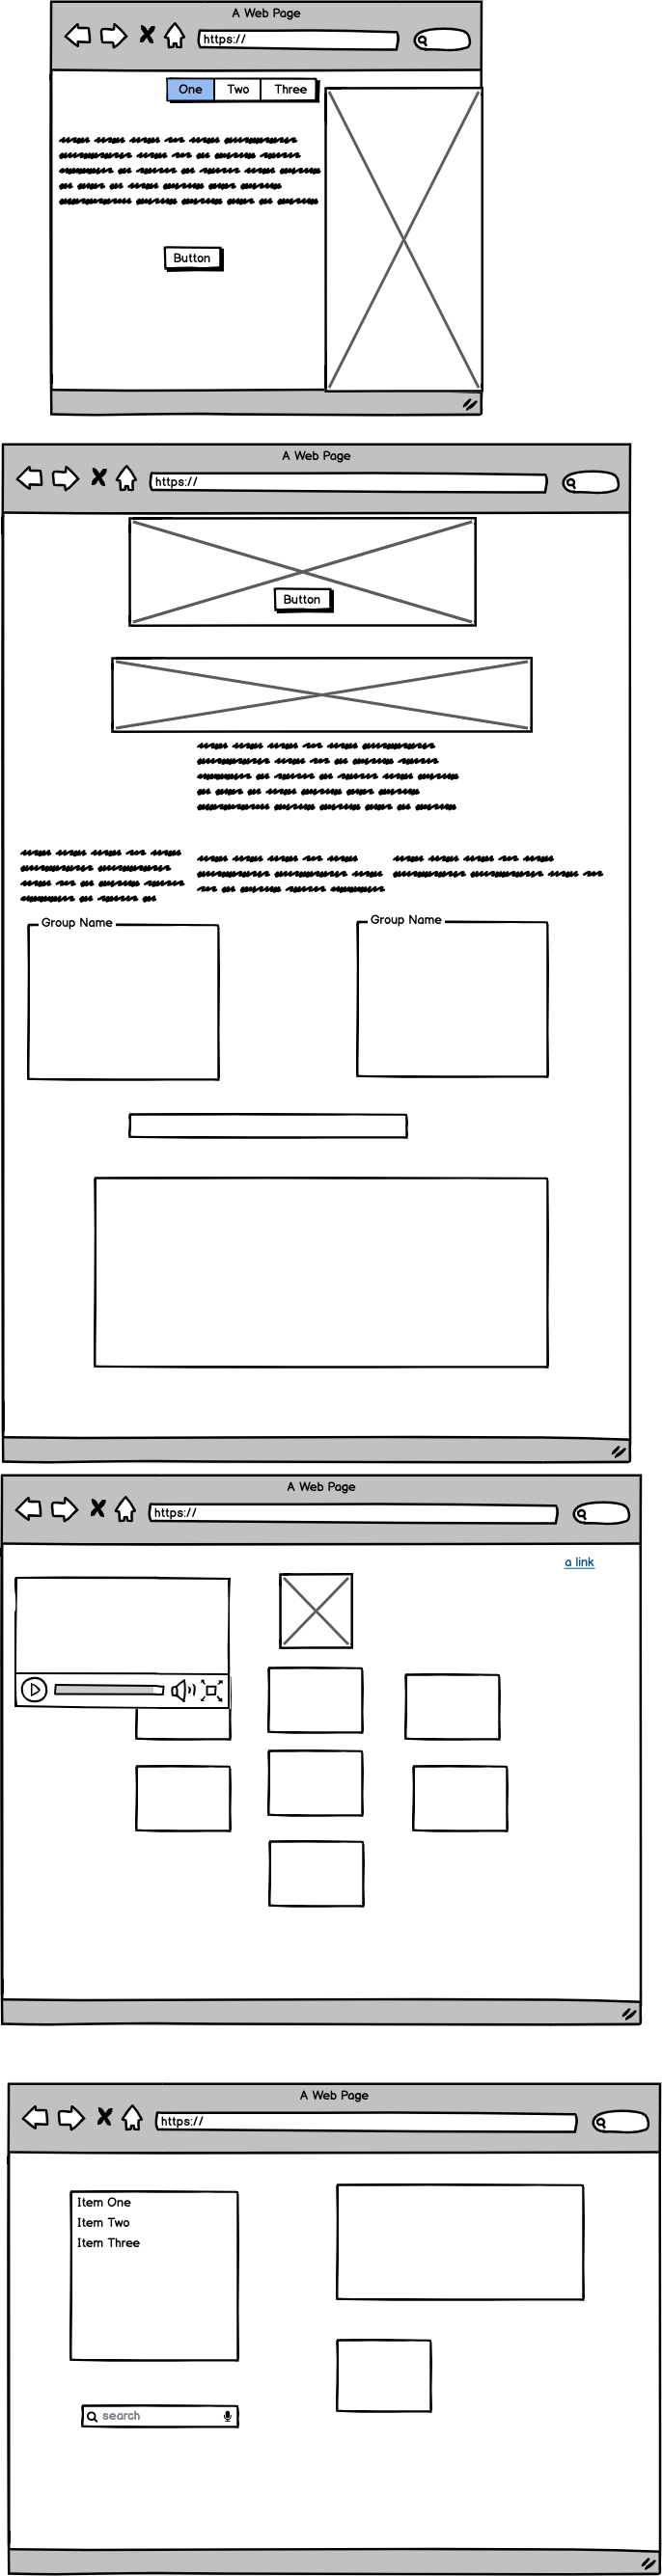 A Web Page
https://
One Two Three
Button
A Web Page
https://
Button
Group Name
Group Name
A Web Page
https://
a link
A Web Page
https://
Item One
Item Two
Item Three
search